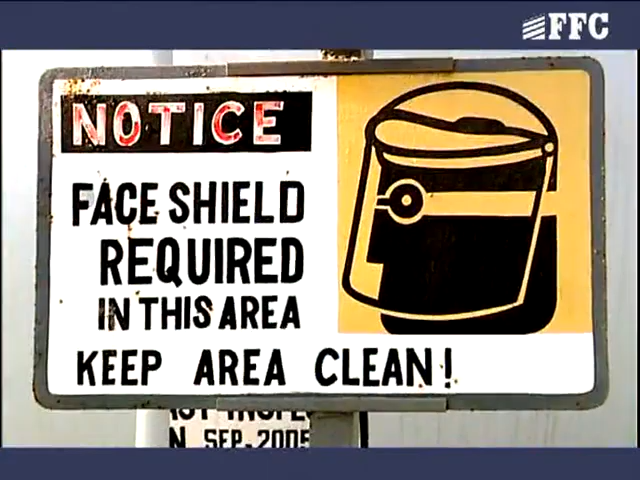 FFC
NOTICE
FACE SHIELD
REQUIRED
IN THIS AREA
KEEP AREA CLEAN!
N. SEP.2005